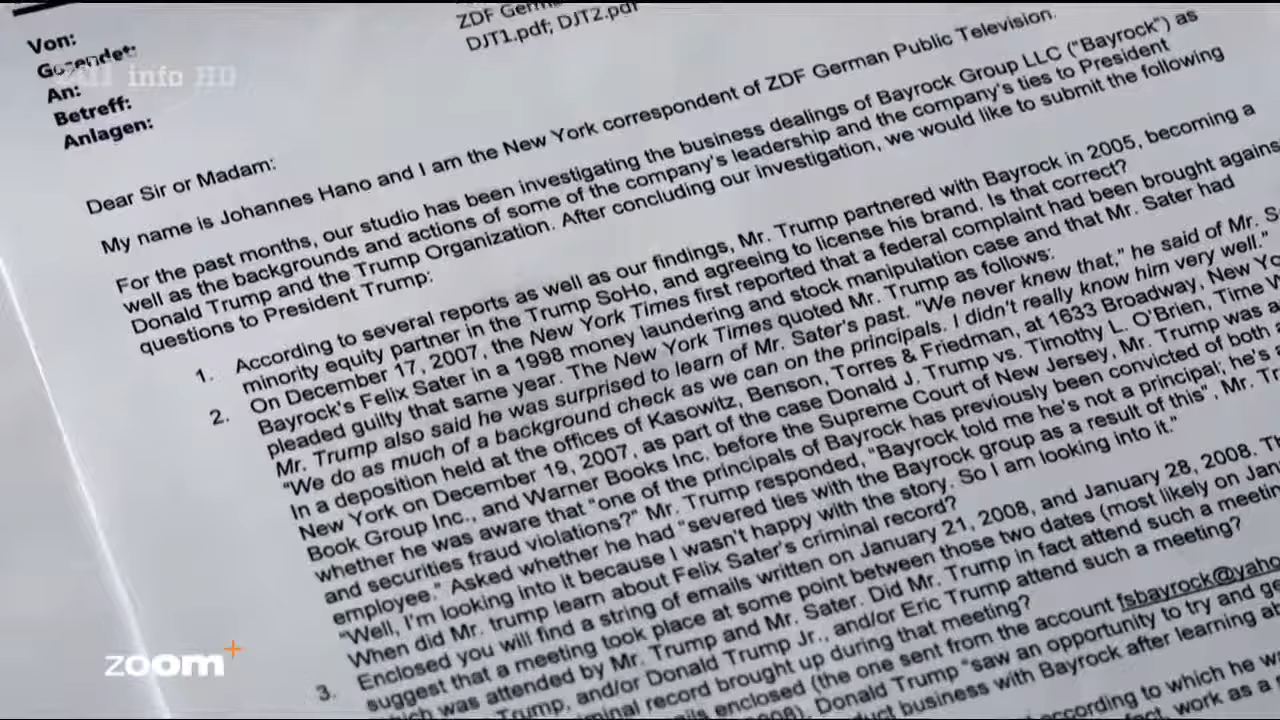 ZDF German
DJT1.pdf; DJT2.pdf
Von:
Gesendet:
An:
Betreff:
Anlagen:
info HD
Dear Sir or Madam:
My name is Johannes Hano and I am the New York correspondent of ZDF German Public Television.
For the past months, our studio has been investigating the business dealings of Bayrock Group LLC ("Bayrock") as
well as the backgrounds and actions of some of the company's leadership and the company's ties to President
Donald Trump and the Trump Organization. After concluding our investigation, we would like to submit the following
questions to President Trump:
1. According to several reports as well as our findings, Mr. Trump partnered with Bayrock in 2005, becoming a
minority equity partner in the Trump SoHo, and agreeing to license his brand. Is that correct?
2. On December 17, 2007, the New York Times first reported that a federal complaint had been brought against
Bayrock's Felix Sater in a 1998 money laundering and stock manipulation case and that Mr. Sater had
pleaded guilty that same year. The New York Times quoted Mr. Trump as follows:
Mr. Trump also said he was surprised to learn of Mr. Sater's past. "We never knew that," he said of Mr. S
"We do as much of a background check as we can on the principals. I didn't really know him very well."
In a deposition held at the offices of Kasowitz, Benson, Torres & Friedman, at 1633 Broadway, New Yo
New York on December 19, 2007, as part of the case Donald J. Trump vs. Timothy L. O'Brien, Time W
Book Group Inc., and Warner Books Inc. before the Supreme Court of New Jersey, Mr. Trump was a
whether he was aware that "one of the principals of Bayrock has previously been convicted of both
and securities fraud violations?" Mr. Trump responded, "Bayrock told me he's not a principal; he's a
employee." Asked whether he had "severed ties with the Bayrock group as a result of this", Mr. Tr
"Well, I'm looking into it because I wasn't happy with the story. So I am looking into it."
When did Mr. trump learn about Felix Sater's criminal record?
3. Enclosed you will find a string of emails written on January 21, 2008, and January 28, 2008. Th
suggest that a meeting took place at some point between those two dates (most likely on Jan
which was attended by Mr. Trump and Mr. Sater. Did Mr. Trump in fact attend such a meetin
Trump, and/or Donald Trump Jr., and/or Eric Trump attend such a meeting?
minal record brought up during that meeting?
ails enclosed (the one sent from the account fsbayrock@yaho
2008), Donald Trump "saw an opportunity to try and ge
duct business with Bayrock after learning ab
according to which he wa
ct, work as a
zoom+